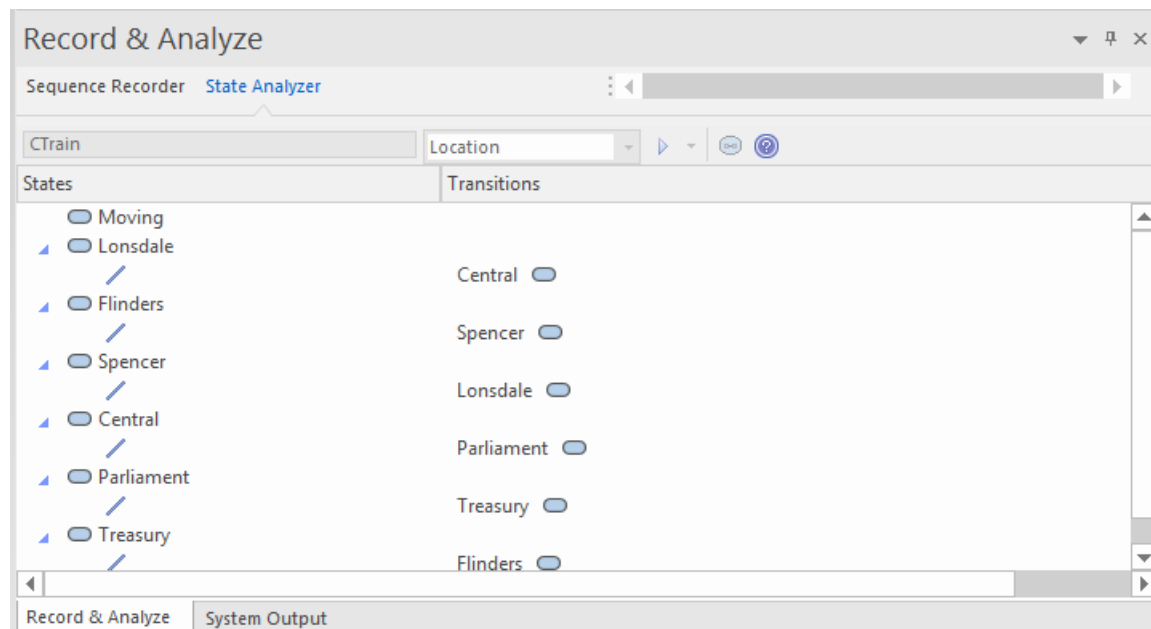 Record & Analyze
Sequence Recorder State Analyzer
CTrain Location
States Transitions
Moving
Lonsdale
Central
Flinders
Spencer
Spencer
Lonsdale
Central
Parliament
Parliament
Treasury
Treasury
Flinders
Record & Analyze System Output